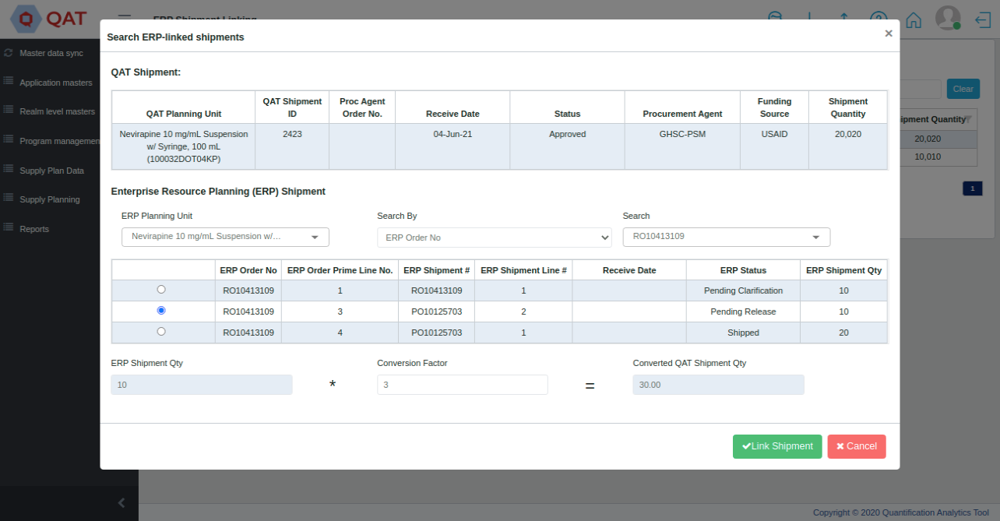 QAT
ERP Shipment Linking
Master data sync
Application masters
Realm level masters
Program managemen
Supply Plan Data
Supply Planning
Reports
Search ERP-linked shipments
×
QAT Shipment:
QAT Planning Unit
QAT Shipment
ID
Proc Agent
Order No.
Receive Date
Status
Procurement Agent
Funding
Source
Shipment
Quantity
Nevirapine 10 mg/mL Suspension
w/ Syringe, 100 mL
(100032DOT04KP)
2423
04-Jun-21
Approved
GHSC-PSM
USAID
20,020
Enterprise Resource Planning (ERP) Shipment
ERP Planning Unit
Search By
Search
Nevirapine 10 mg/mL Suspension w/...
ERP Order No
RO10413109
ERP Order No ERP Order Prime Line No. ERP Shipment # ERP Shipment Line # Receive Date ERP Status ERP Shipment Qty
RO10413109 1 RO10413109 1 Pending Clarification 10
RO10413109 3 PO10125703 2 Pending Release 10
RO10413109 4 PO10125703 1 Shipped 20
ERP Shipment Qty
Conversion Factor
Converted QAT Shipment Qty
10 * 3 = 30.00
Link Shipment
Cancel
Clear
ipment Quantity
20,020
10,010
1
Copyright © 2020 Quantification Analytics Tool